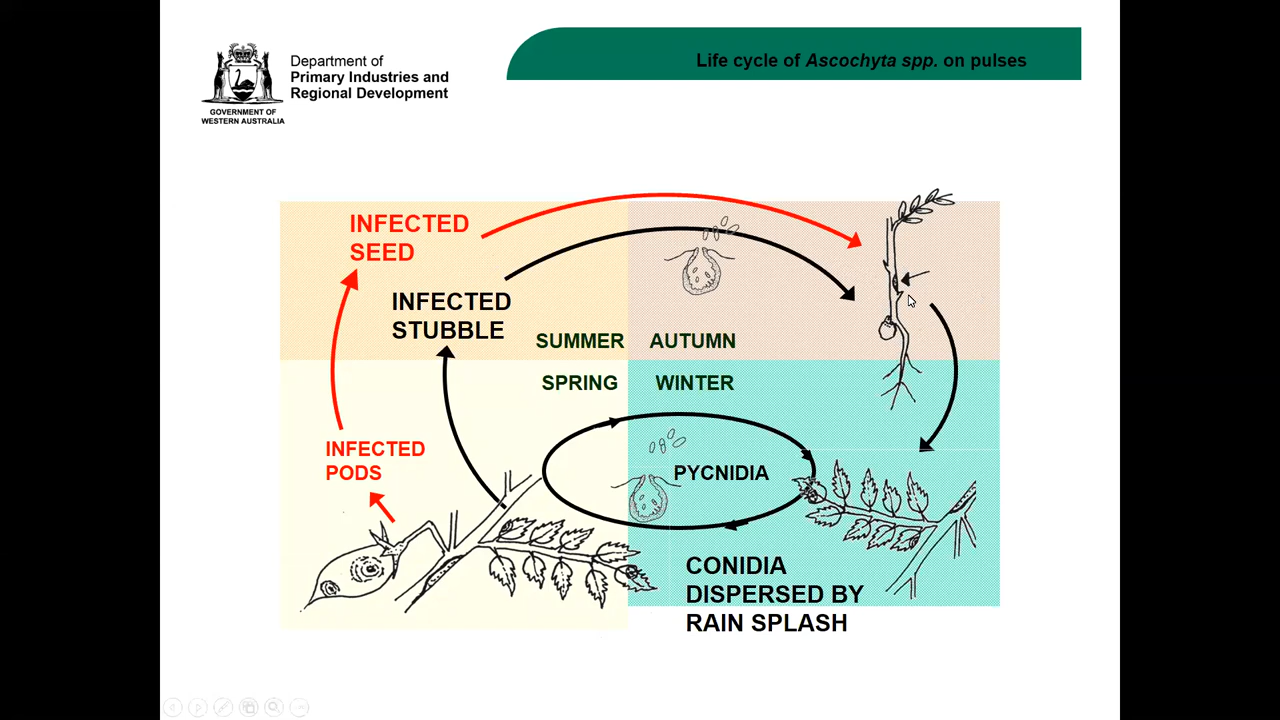 Department of
Primary Industries and
Regional Development
GOVERNMENT OF
WESTERN AUSTRALIA
Life cycle of Ascochyta spp. on pulses
INFECTED
SEED
INFECTED
STUBBLE
SUMMER
AUTUMN
SPRING
WINTER
INFECTED
PODS
PYCNIDIA
CONIDIA
DISPERSED BY
RAIN SPLASH